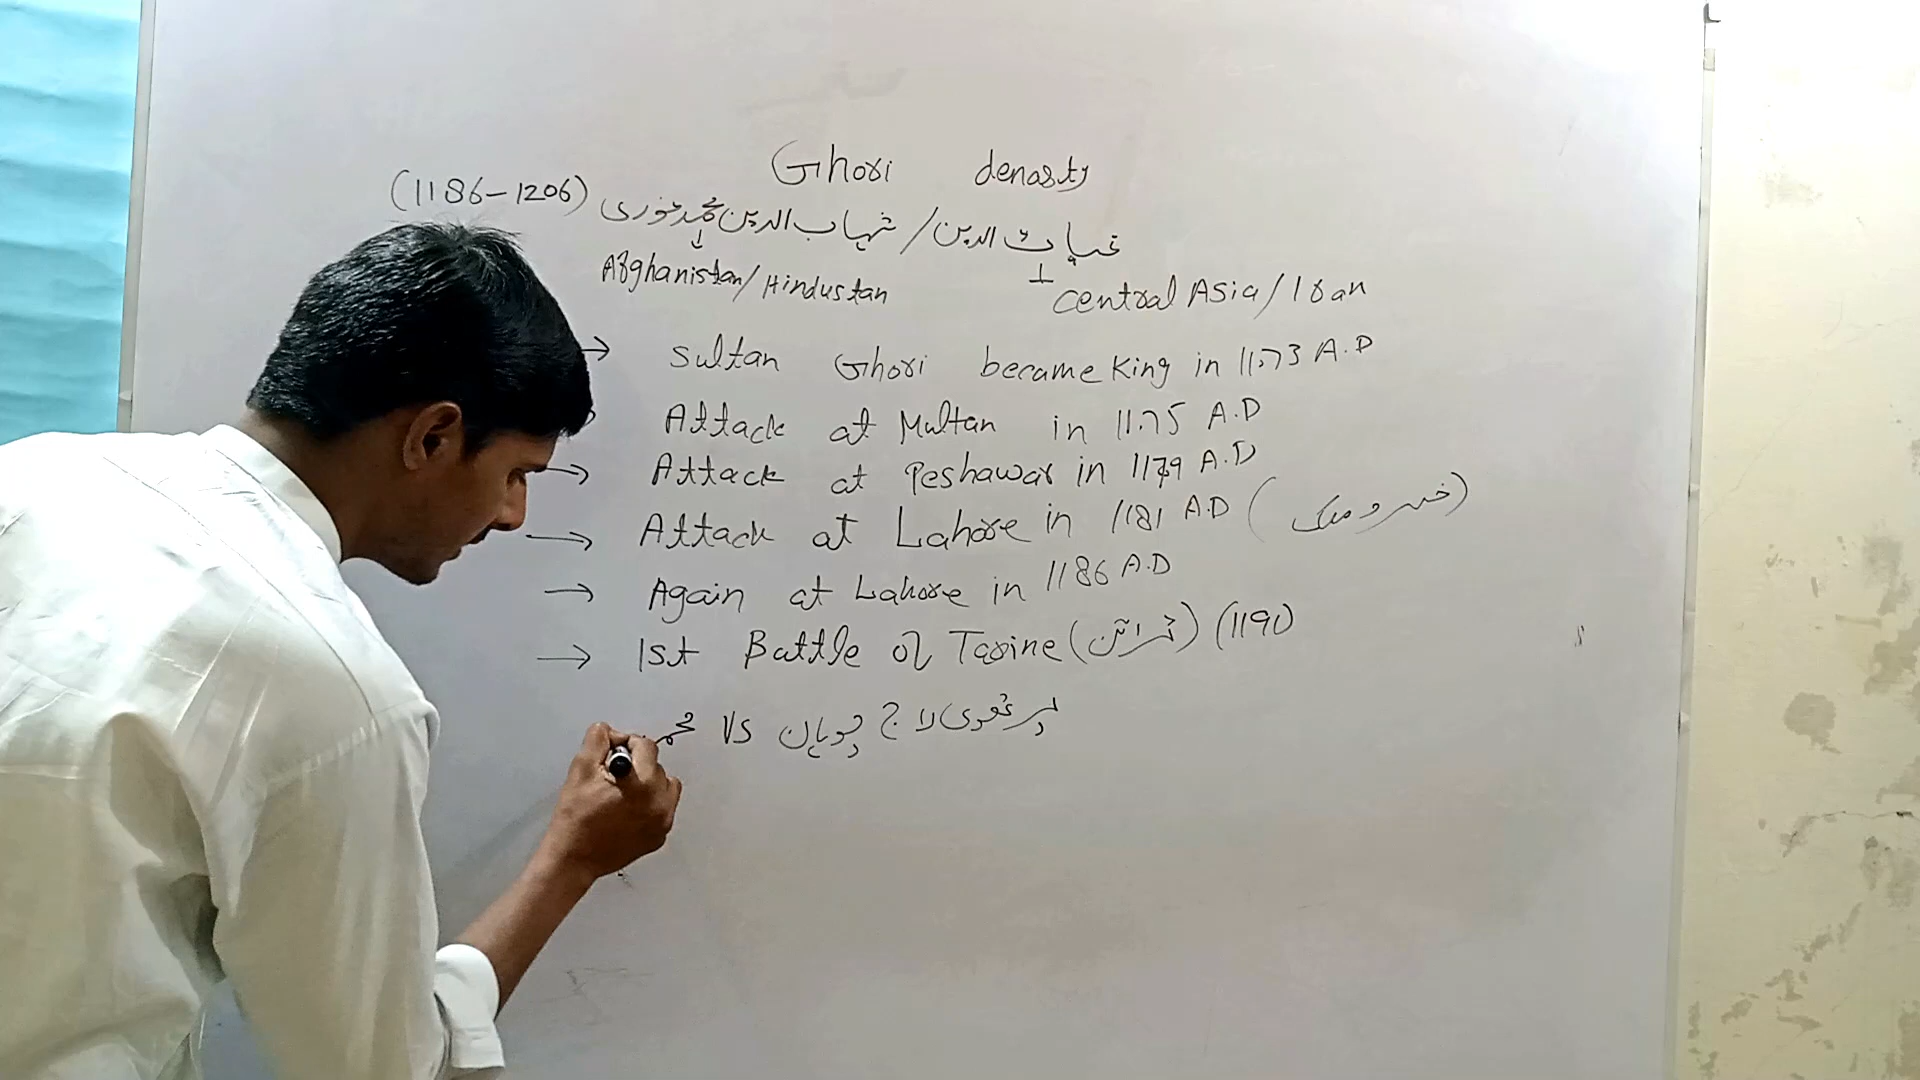 Ghori denasty
(1186-1206) غیاث الدین / شہاب الدین محمد غوری
Afghanistan/Hindustan Central Asia/Iran
→ Sultan Ghori became King in 1173 A.D
Attack at Multan in 1175 A.D
→ Attack at Peshawar in 1179 A.D
→ Attack at Lahore in 1181 A.D (خسرو ملک)
→ Again at Lahore in 1186 A.D
→ 1st Battle of Tarine (ترائن) (1191)
پرتھوی راج چوہان VS محمد